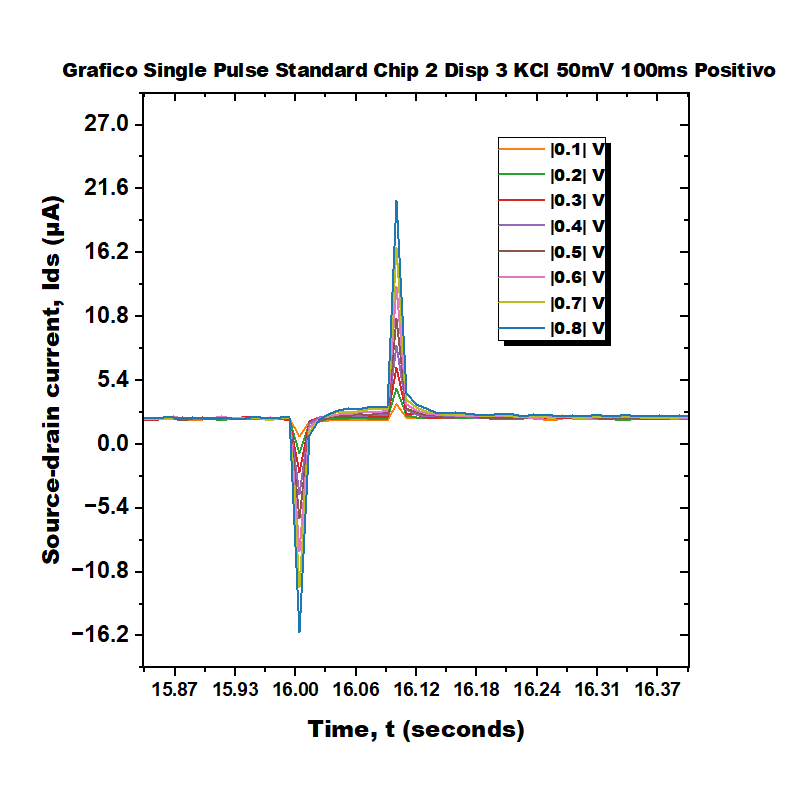 Grafico Single Pulse Standard Chip 2 Disp 3 KCl 50mV 100ms Positivo
Source-drain current, Ids (µA)
27.0
21.6
16.2
10.8
5.4
0.0
−5.4
−10.8
−16.2
|0.1| V
|0.2| V
|0.3| V
|0.4| V
|0.5| V
|0.6| V
|0.7| V
|0.8| V
15.87 15.93 16.00 16.06 16.12 16.18 16.24 16.31 16.37
Time, t (seconds)